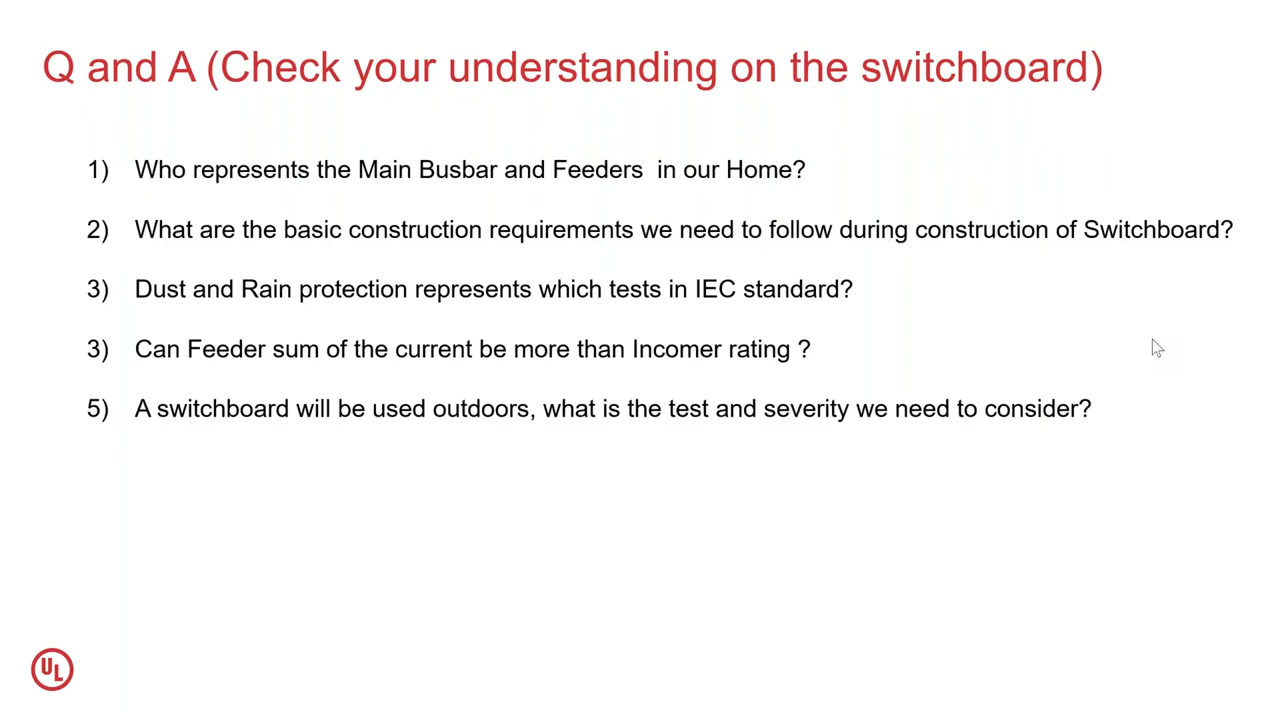 Q and A (Check your understanding on the switchboard)
1) Who represents the Main Busbar and Feeders  in our Home?
2) What are the basic construction requirements we need to follow during construction of Switchboard?
3) Dust and Rain protection represents which tests in IEC standard?
3) Can Feeder sum of the current be more than Incomer rating ?
5) A switchboard will be used outdoors, what is the test and severity we need to consider?
UL